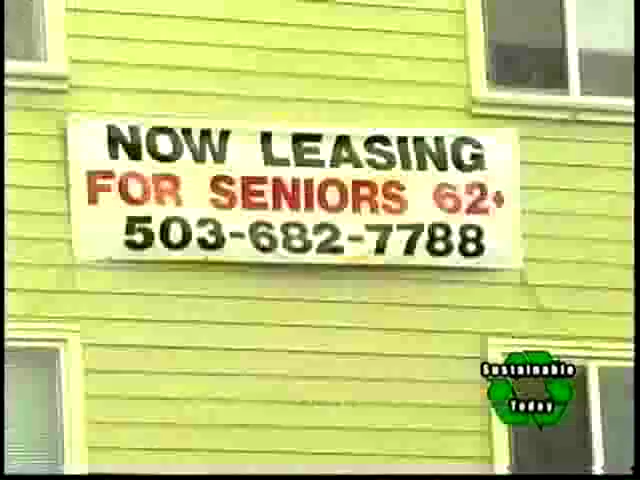 NOW LEASING
FOR SENIORS 62+
503-682-7788
Sustainable
Today